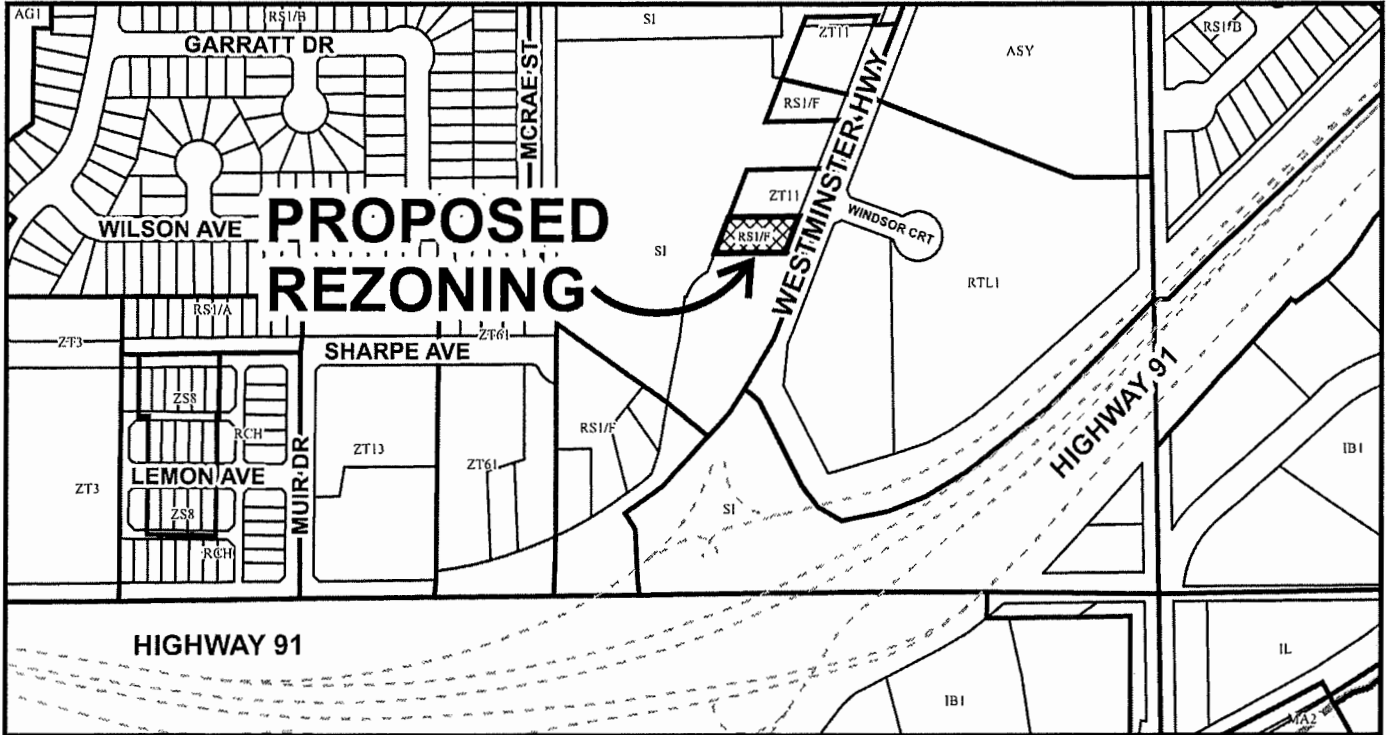 AG1
RS1/B
GARRATT DR
MCRAE ST
SI
ZT11
ASY
RS1/B
RS1/F
WESTMINSTER HWY
ZT11
WINDSOR CRT
WILSON AVE
PROPOSED
REZONING
RS1/F
SI
RTL1
RS1/A
ZT3
SHARPE AVE
ZT61
HIGHWAY 91
ZS8
RCH
MUIR DR
ZT13
ZT61
RS1/F
IB1
ZT3
LEMON AVE
ZS8
SI
RCH
HIGHWAY 91
IL
IB1
MA2